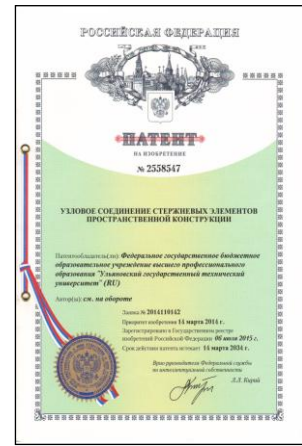 РОССИЙСКАЯ ФЕДЕРАЦИЯ
ПАТЕНТ
НА ИЗОБРЕТЕНИЕ
№ 2558547
УЗЛОВОЕ СОЕДИНЕНИЕ СТЕРЖНЕВЫХ ЭЛЕМЕНТОВ
ПРОСТРАНСТВЕННОЙ КОНСТРУКЦИИ
Патентообладатель(ли): Федеральное государственное бюджетное
образовательное учреждение высшего профессионального
образования "Ульяновский государственный технический
университет" (RU)
Автор(ы): см. на обороте
Заявка № 2014110142
Приоритет изобретения 14 марта 2014 г.
Зарегистрировано в Государственном реестре
изобретений Российской Федерации 06 июля 2015 г.
Срок действия патента истекает 14 марта 2034 г.
Врио руководителя Федеральной службы
по интеллектуальной собственности
Л.Л. Кирий